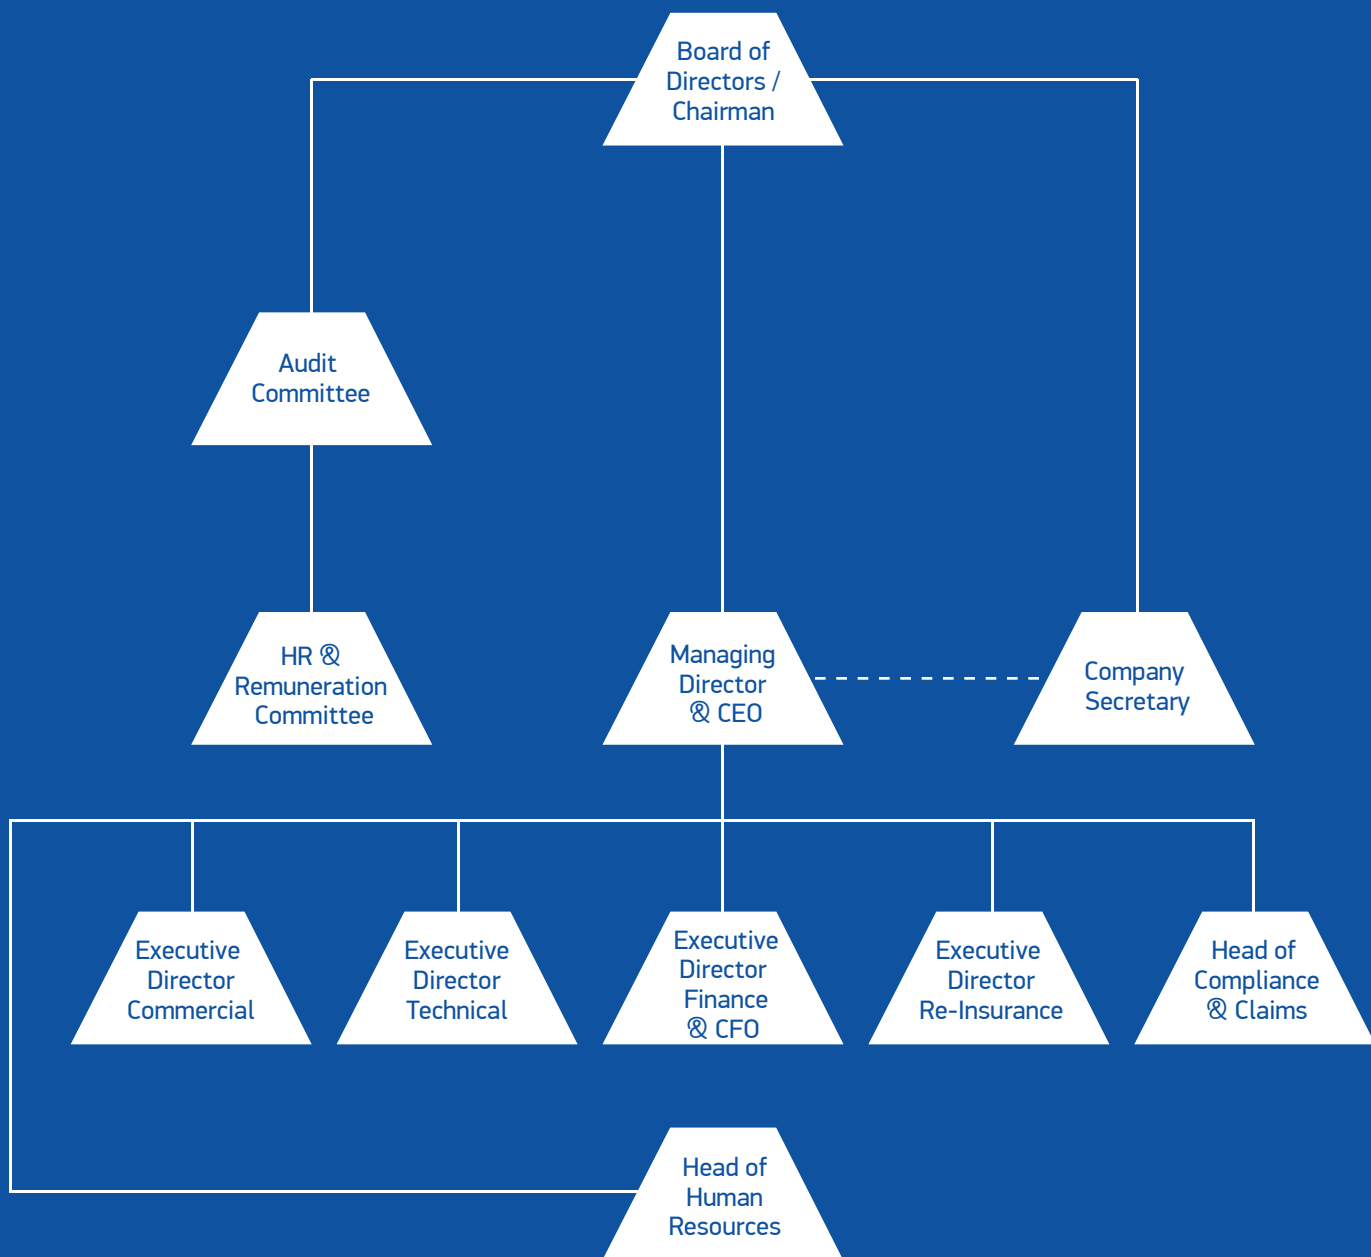 Board of
Directors /
Chairman
Audit
Committee
HR &
Remuneration
Committee
Managing
Director
& CEO
Company
Secretary
Executive
Director
Commercial
Executive
Director
Technical
Executive
Director
Finance
& CFO
Executive
Director
Re-Insurance
Head of
Compliance
& Claims
Head of
Human
Resources